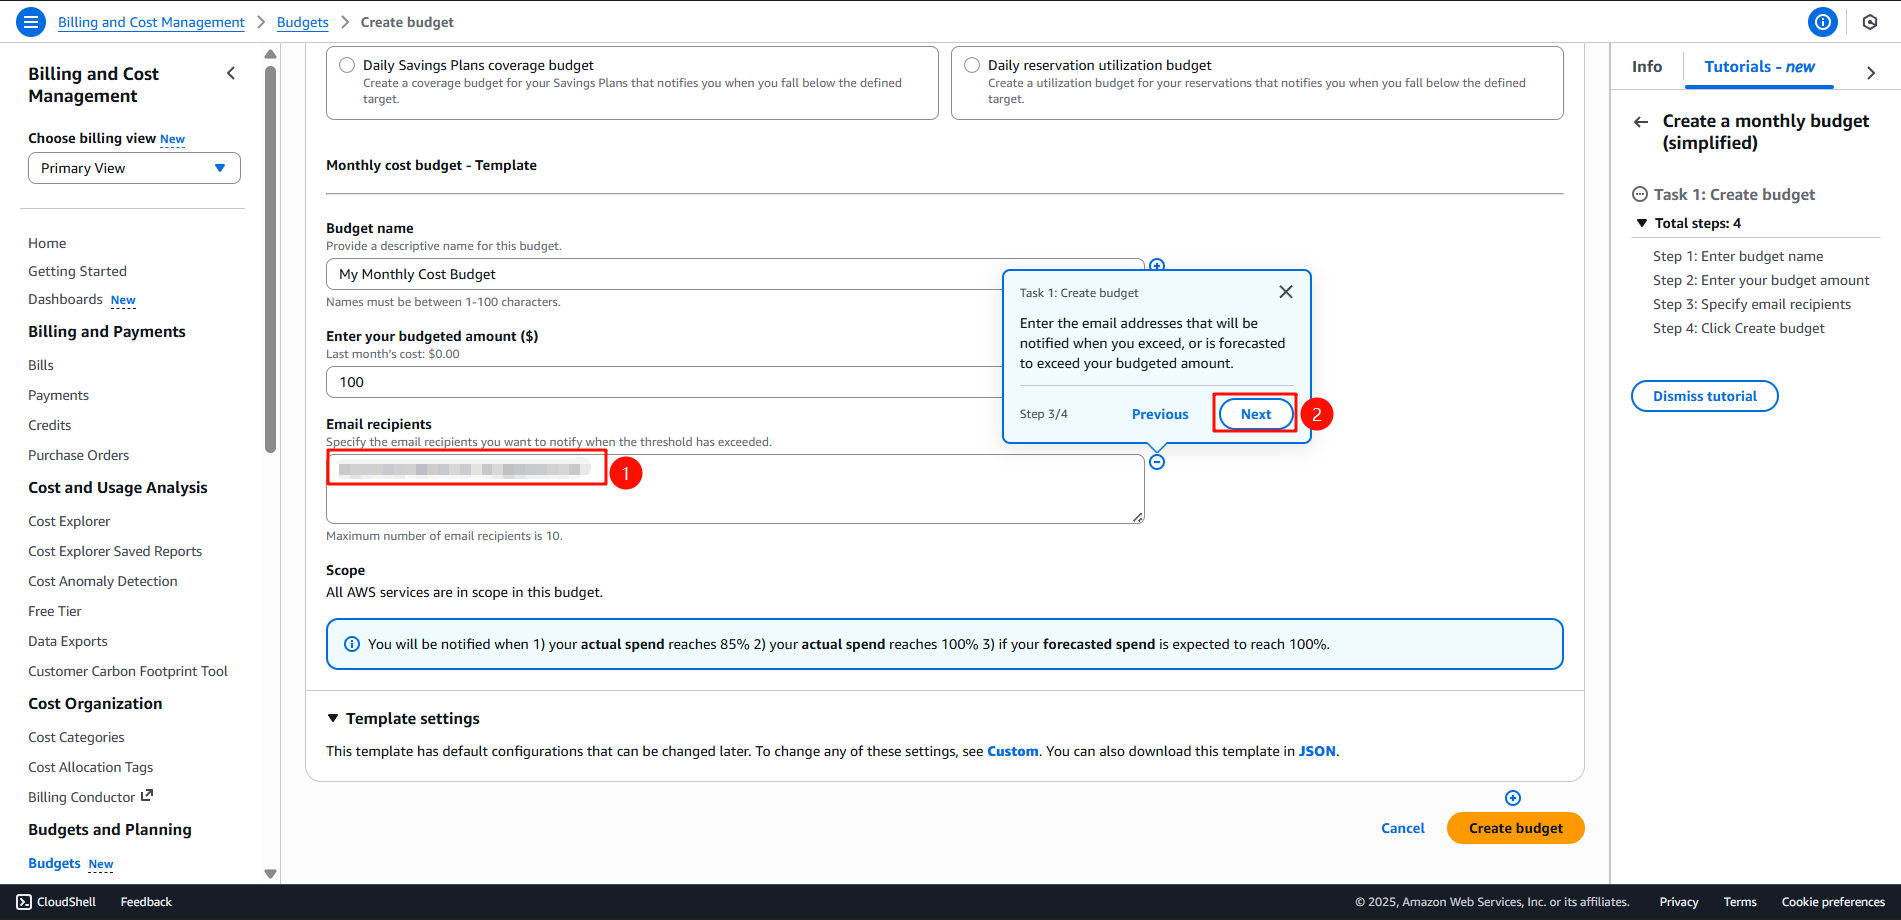 Billing and Cost Management
Budgets
Create budget
Billing and Cost
Management
Choose billing view New
Primary View
Home
Getting Started
Dashboards New
Billing and Payments
Bills
Payments
Credits
Purchase Orders
Cost and Usage Analysis
Cost Explorer
Cost Explorer Saved Reports
Cost Anomaly Detection
Free Tier
Data Exports
Customer Carbon Footprint Tool
Cost Organization
Cost Categories
Cost Allocation Tags
Billing Conductor
Budgets and Planning
Budgets New
Daily Savings Plans coverage budget
Create a coverage budget for your Savings Plans that notifies you when you fall below the defined
target.
Daily reservation utilization budget
Create a utilization budget for your reservations that notifies you when you fall below the defined
target.
Monthly cost budget - Template
Budget name
Provide a descriptive name for this budget.
My Monthly Cost Budget
Names must be between 1-100 characters.
Enter your budgeted amount ($)
Last month's cost: $0.00
100
Email recipients
Specify the email recipients you want to notify when the threshold has exceeded.
1
Maximum number of email recipients is 10.
Task 1: Create budget
Enter the email addresses that will be
notified when you exceed, or is forecasted
to exceed your budgeted amount.
Step 3/4
Previous
Next
2
Scope
All AWS services are in scope in this budget.
You will be notified when 1) your actual spend reaches 85% 2) your actual spend reaches 100% 3) if your forecasted spend is expected to reach 100%.
Template settings
This template has default configurations that can be changed later. To change any of these settings, see Custom. You can also download this template in JSON.
Cancel
Create budget
Info
Tutorials - new
Create a monthly budget
(simplified)
Task 1: Create budget
Total steps: 4
Step 1: Enter budget name
Step 2: Enter your budget amount
Step 3: Specify email recipients
Step 4: Click Create budget
Dismiss tutorial
CloudShell
Feedback
© 2025, Amazon Web Services, Inc. or its affiliates.
Privacy
Terms
Cookie preferences